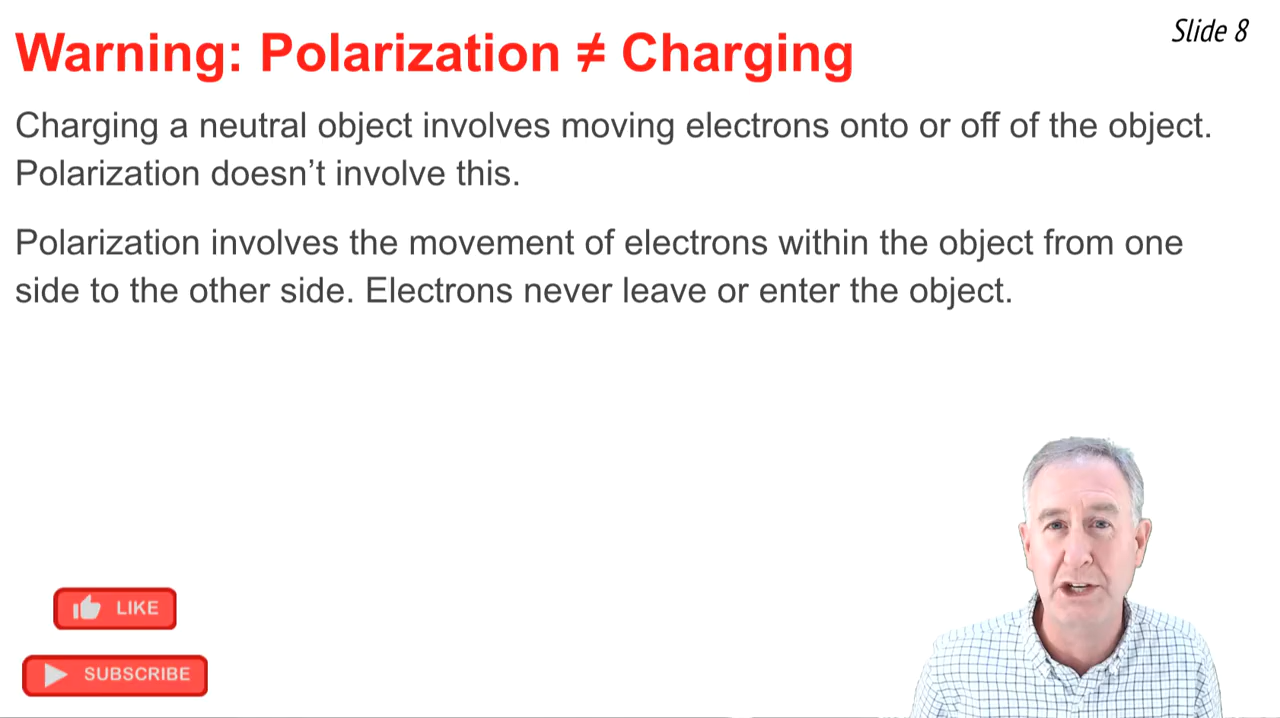 Slide 8
Warning: Polarization ≠ Charging
Charging a neutral object involves moving electrons onto or off of the object.
Polarization doesn’t involve this.
Polarization involves the movement of electrons within the object from one
side to the other side. Electrons never leave or enter the object.
LIKE
SUBSCRIBE